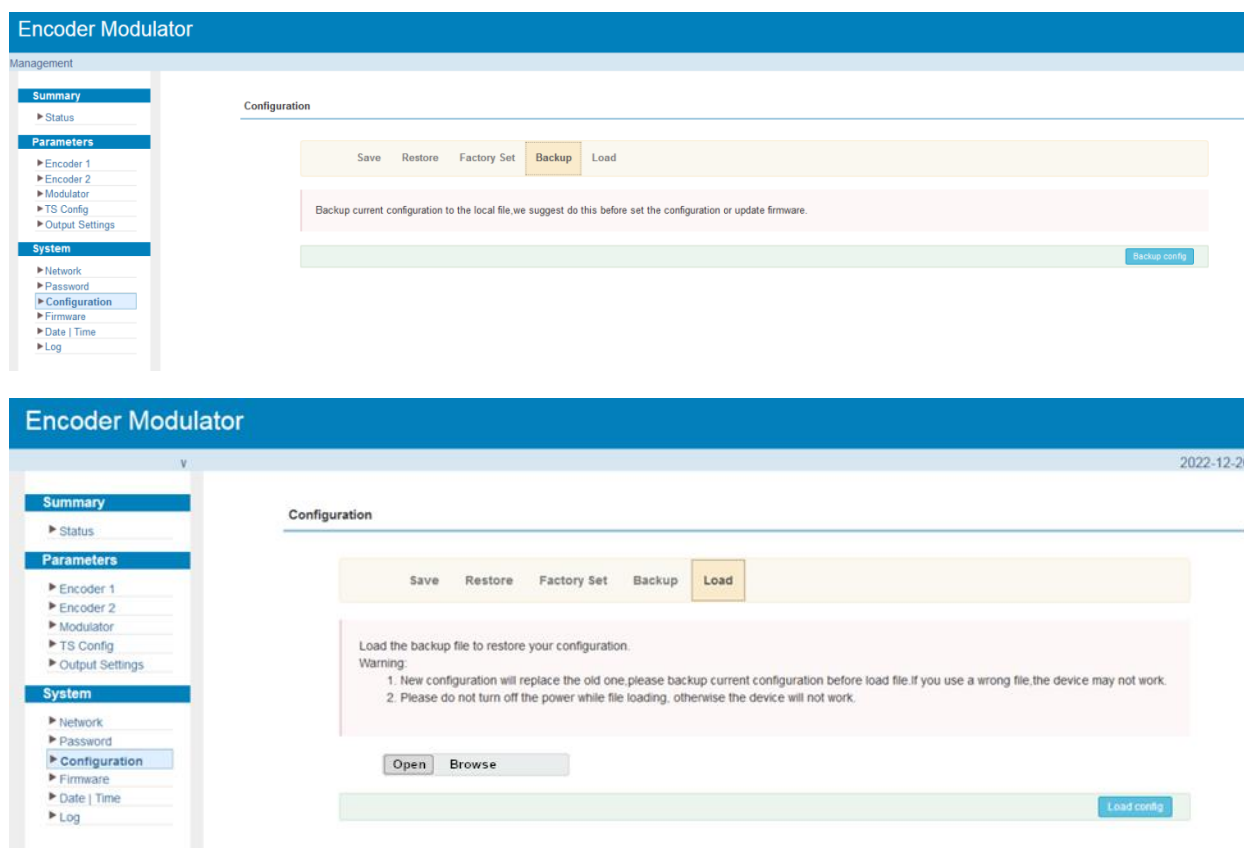 Encoder Modulator
Management
Summary
Status
Parameters
Encoder 1
Encoder 2
Modulator
TS Config
Output Settings
System
Network
Password
Configuration
Firmware
Date | Time
Log
Configuration
Save Restore Factory Set Backup Load
Backup current configuration to the local file,we suggest do this before set the configuration or update firmware.
Backup config
Encoder Modulator
v
2022-12-2
Summary
Status
Parameters
Encoder 1
Encoder 2
Modulator
TS Config
Output Settings
System
Network
Password
Configuration
Firmware
Date | Time
Log
Configuration
Save Restore Factory Set Backup Load
Load the backup file to restore your configuration.
Warning:
1. New configuration will replace the old one,please backup current configuration before load file.If you use a wrong file,the device may not work.
2. Please do not turn off the power while file loading, otherwise the device will not work.
Open Browse
Load config